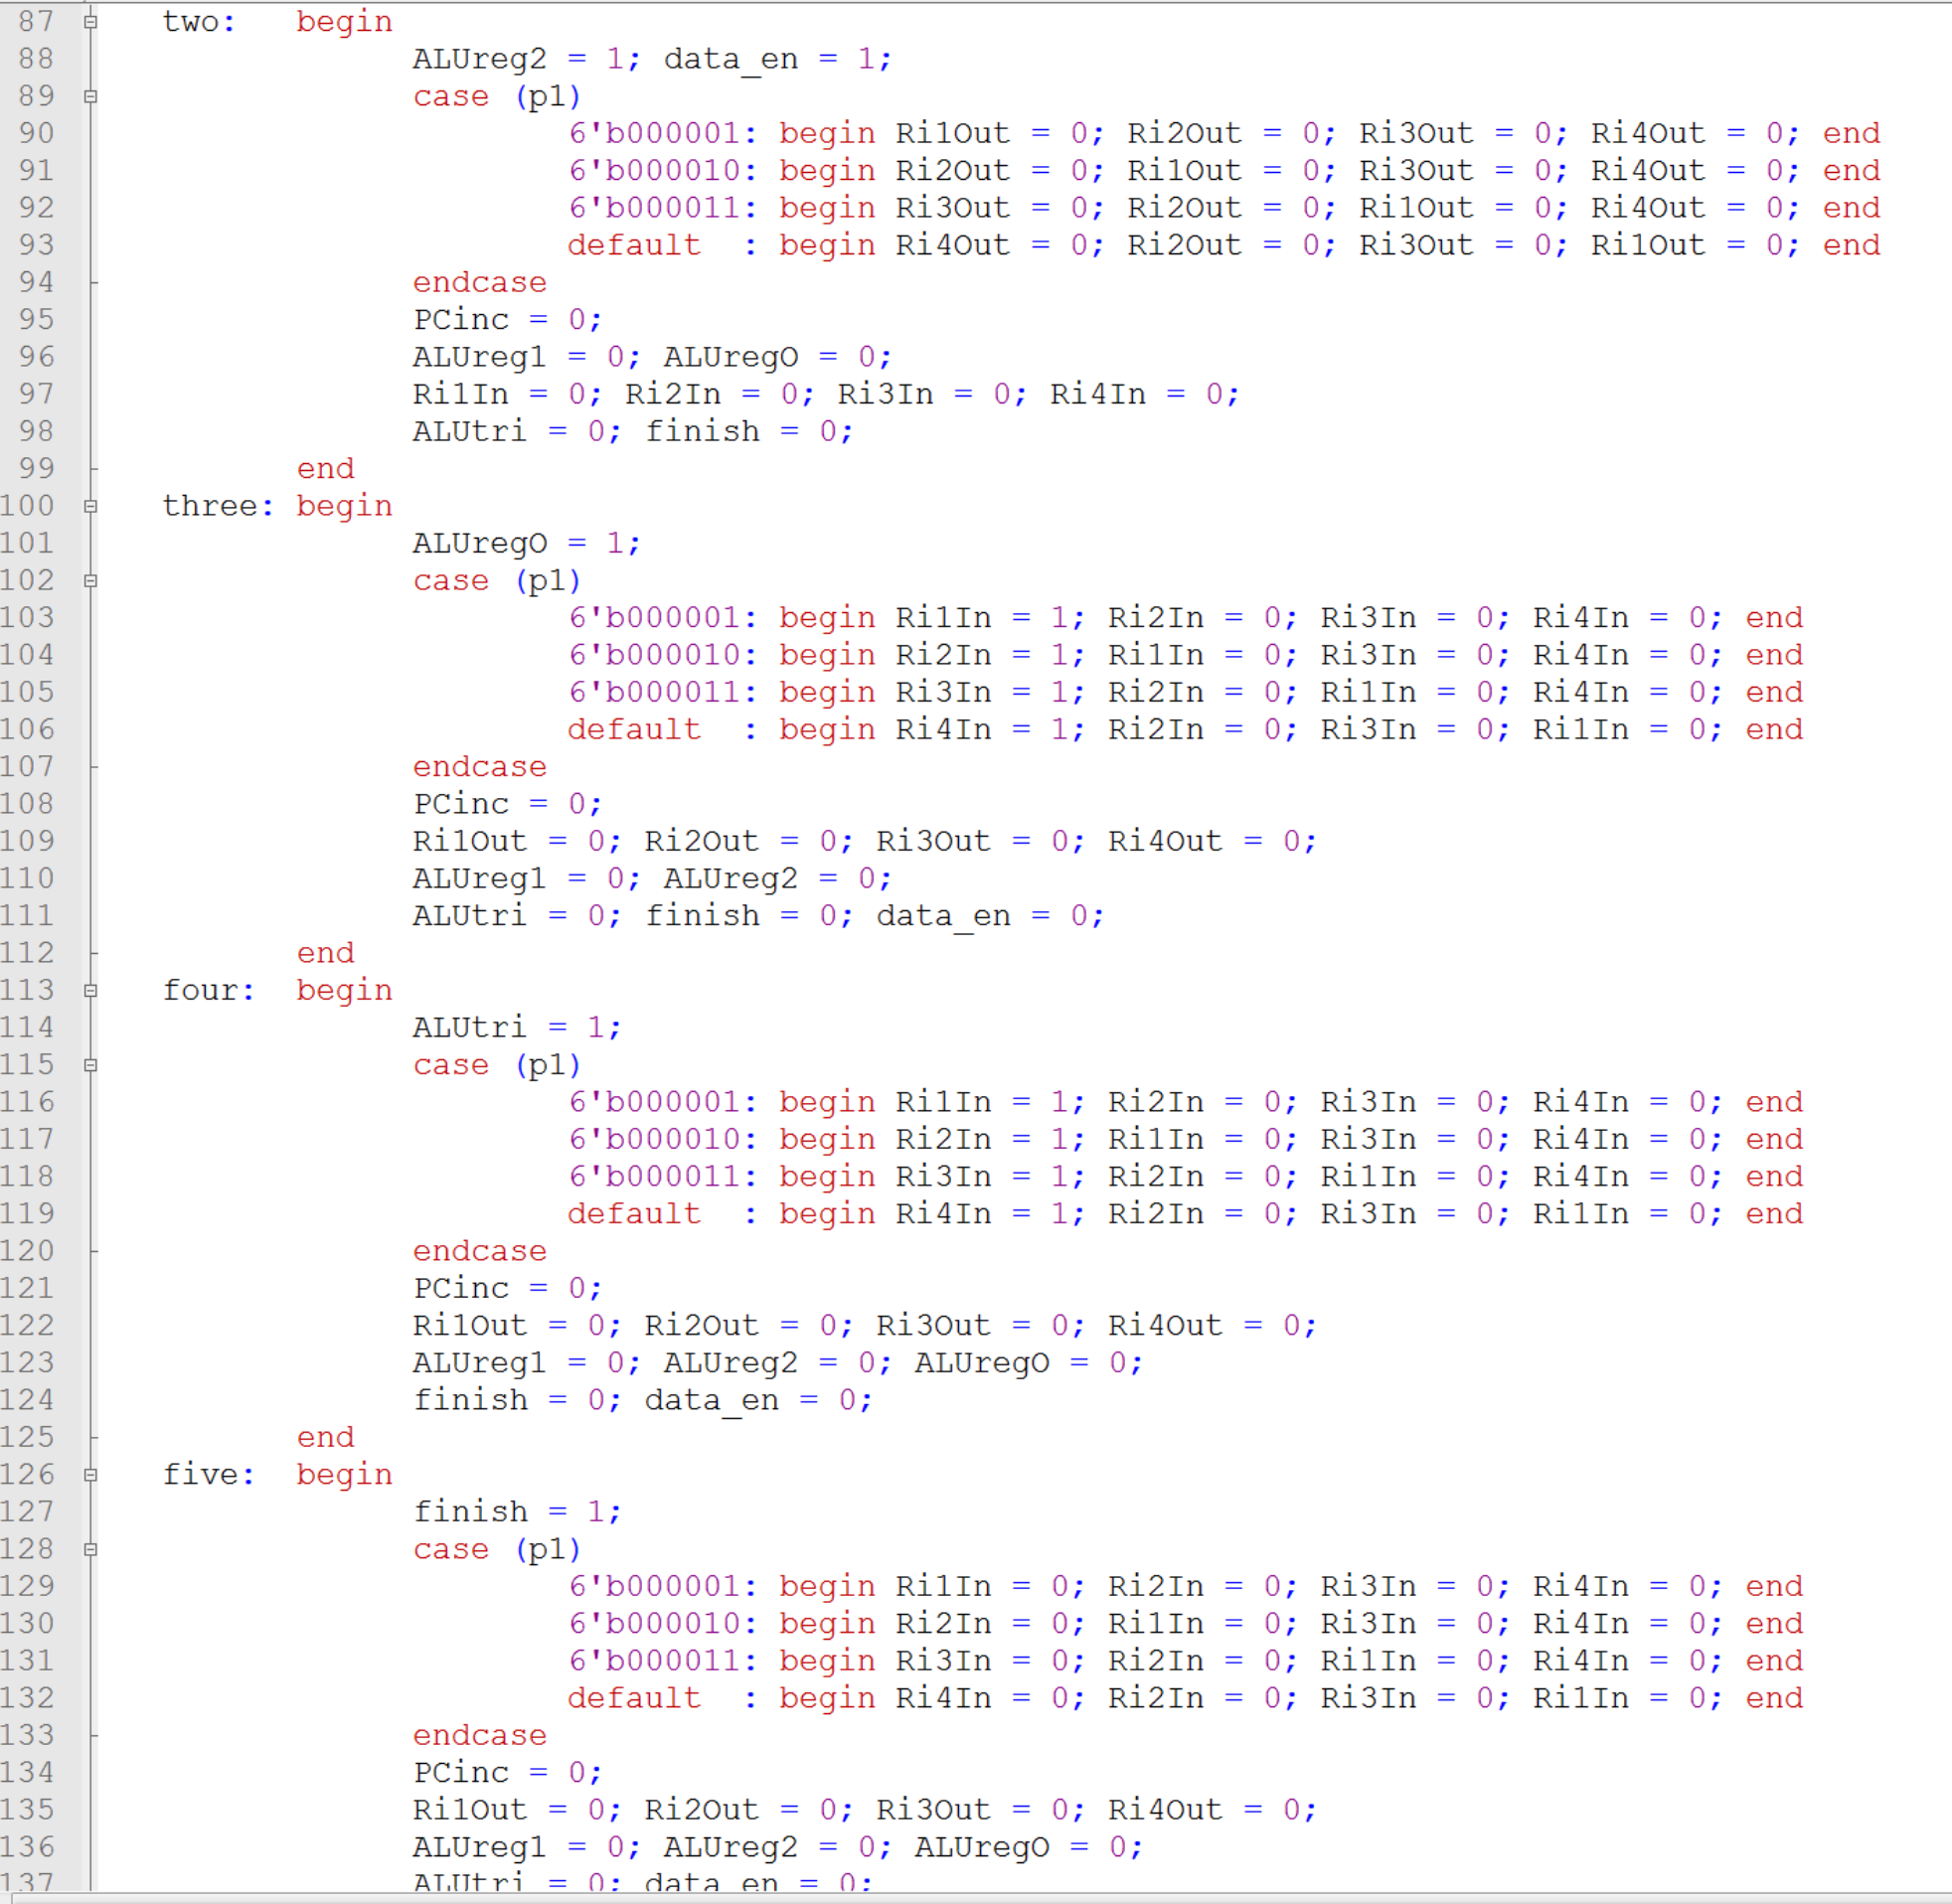 87 two: begin
88 ALUreg2 = 1; data_en = 1;
89 case (p1)
90 6'b000001: begin Ri1Out = 0; Ri2Out = 0; Ri3Out = 0; Ri4Out = 0; end
91 6'b000010: begin Ri2Out = 0; Ri1Out = 0; Ri3Out = 0; Ri4Out = 0; end
92 6'b000011: begin Ri3Out = 0; Ri2Out = 0; Ri1Out = 0; Ri4Out = 0; end
93 default : begin Ri4Out = 0; Ri2Out = 0; Ri3Out = 0; Ri1Out = 0; end
94 endcase
95 PCinc = 0;
96 ALUreg1 = 0; ALUregO = 0;
97 Ri1In = 0; Ri2In = 0; Ri3In = 0; Ri4In = 0;
98 ALUtri = 0; finish = 0;
99 end
100 three: begin
101 ALUregO = 1;
102 case (p1)
103 6'b000001: begin Ri1In = 1; Ri2In = 0; Ri3In = 0; Ri4In = 0; end
104 6'b000010: begin Ri2In = 1; Ri1In = 0; Ri3In = 0; Ri4In = 0; end
105 6'b000011: begin Ri3In = 1; Ri2In = 0; Ri1In = 0; Ri4In = 0; end
106 default : begin Ri4In = 1; Ri2In = 0; Ri3In = 0; Ri1In = 0; end
107 endcase
108 PCinc = 0;
109 Ri1Out = 0; Ri2Out = 0; Ri3Out = 0; Ri4Out = 0;
110 ALUreg1 = 0; ALUreg2 = 0;
111 ALUtri = 0; finish = 0; data_en = 0;
112 end
113 four: begin
114 ALUtri = 1;
115 case (p1)
116 6'b000001: begin Ri1In = 1; Ri2In = 0; Ri3In = 0; Ri4In = 0; end
117 6'b000010: begin Ri2In = 1; Ri1In = 0; Ri3In = 0; Ri4In = 0; end
118 6'b000011: begin Ri3In = 1; Ri2In = 0; Ri1In = 0; Ri4In = 0; end
119 default : begin Ri4In = 1; Ri2In = 0; Ri3In = 0; Ri1In = 0; end
120 endcase
121 PCinc = 0;
122 Ri1Out = 0; Ri2Out = 0; Ri3Out = 0; Ri4Out = 0;
123 ALUreg1 = 0; ALUreg2 = 0; ALUregO = 0;
124 finish = 0; data_en = 0;
125 end
126 five: begin
127 finish = 1;
128 case (p1)
129 6'b000001: begin Ri1In = 0; Ri2In = 0; Ri3In = 0; Ri4In = 0; end
130 6'b000010: begin Ri2In = 0; Ri1In = 0; Ri3In = 0; Ri4In = 0; end
131 6'b000011: begin Ri3In = 0; Ri2In = 0; Ri1In = 0; Ri4In = 0; end
132 default : begin Ri4In = 0; Ri2In = 0; Ri3In = 0; Ri1In = 0; end
133 endcase
134 PCinc = 0;
135 Ri1Out = 0; Ri2Out = 0; Ri3Out = 0; Ri4Out = 0;
136 ALUreg1 = 0; ALUreg2 = 0; ALUregO = 0;
137 ALUtri = 0; data_en = 0;